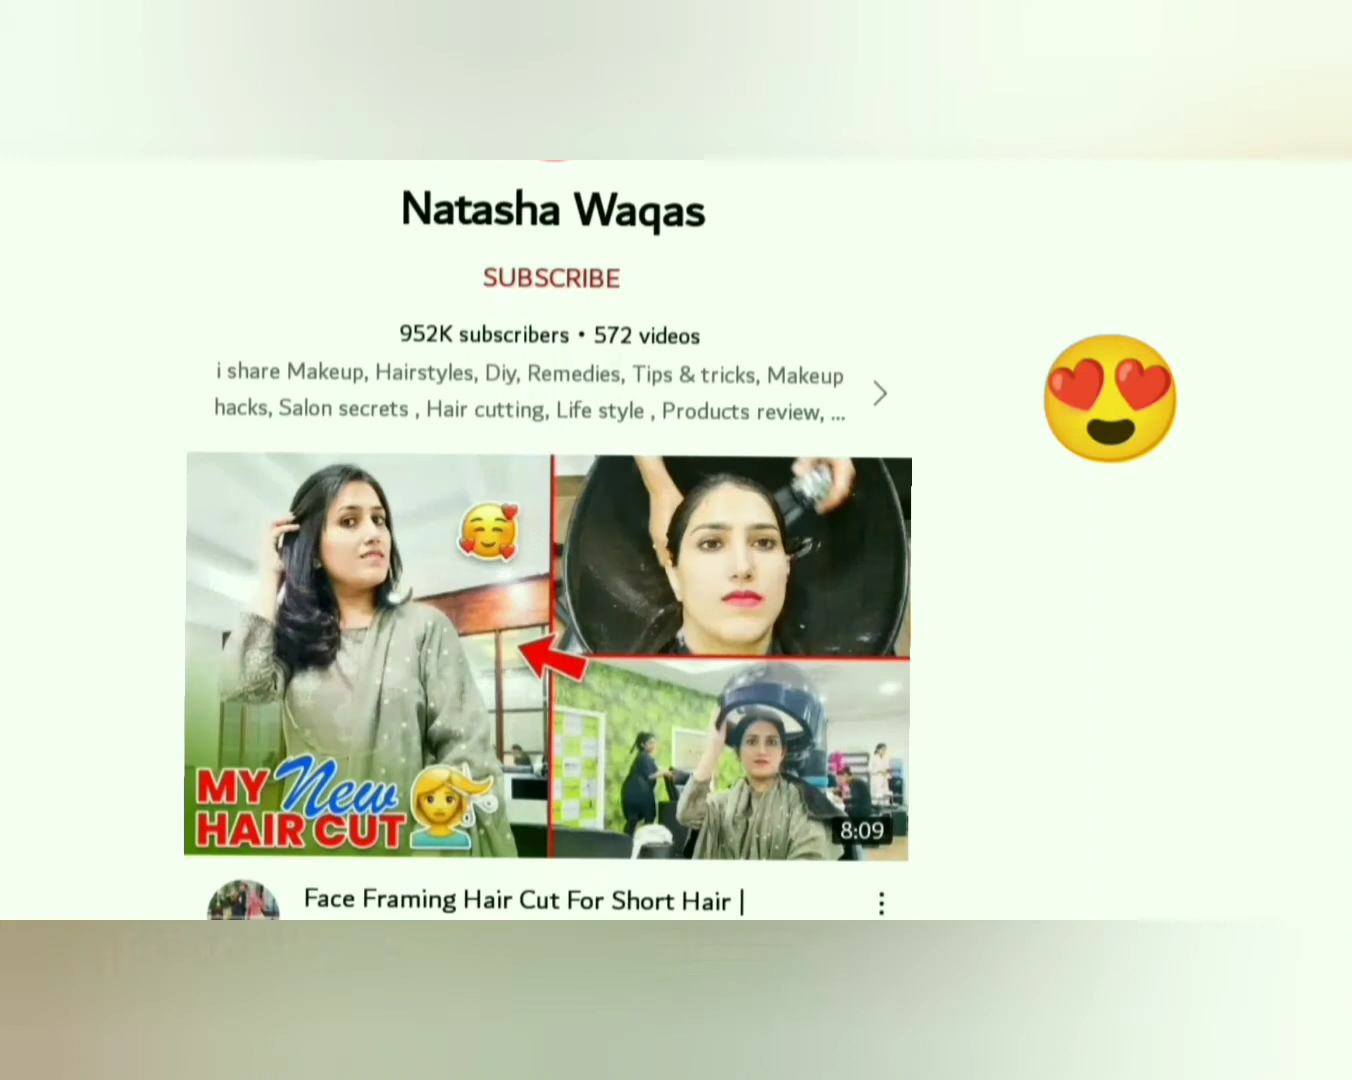 Natasha Waqas
SUBSCRIBE
952K subscribers • 572 videos
i share Makeup, Hairstyles, Diy, Remedies, Tips & tricks, Makeup
hacks, Salon secrets , Hair cutting, Life style , Products review, ...
MY New
HAIR CUT
8:09
Face Framing Hair Cut For Short Hair |